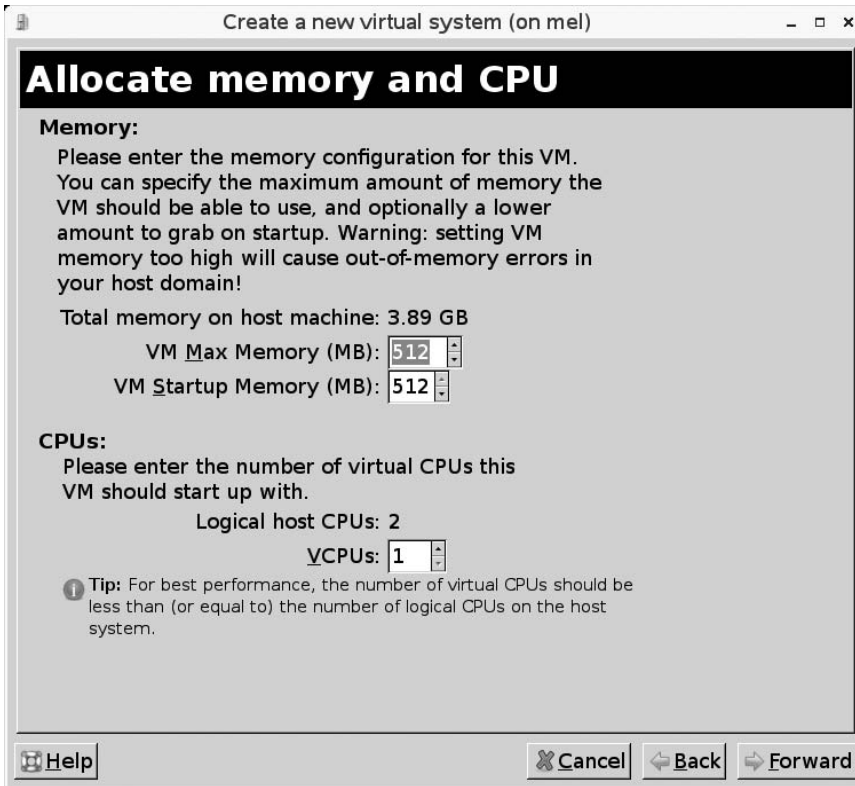 Create a new virtual system (on mel)
Allocate memory and CPU
Memory:
Please enter the memory configuration for this VM.
You can specify the maximum amount of memory the
VM should be able to use, and optionally a lower
amount to grab on startup. Warning: setting VM
memory too high will cause out-of-memory errors in
your host domain!
Total memory on host machine: 3.89 GB
VM Max Memory (MB): 512
VM Startup Memory (MB): 512
CPUs:
Please enter the number of virtual CPUs this
VM should start up with.
Logical host CPUs: 2
VCPUs: 1
Tip: For best performance, the number of virtual CPUs should be
less than (or equal to) the number of logical CPUs on the host
system.
Help Cancel Back Forward